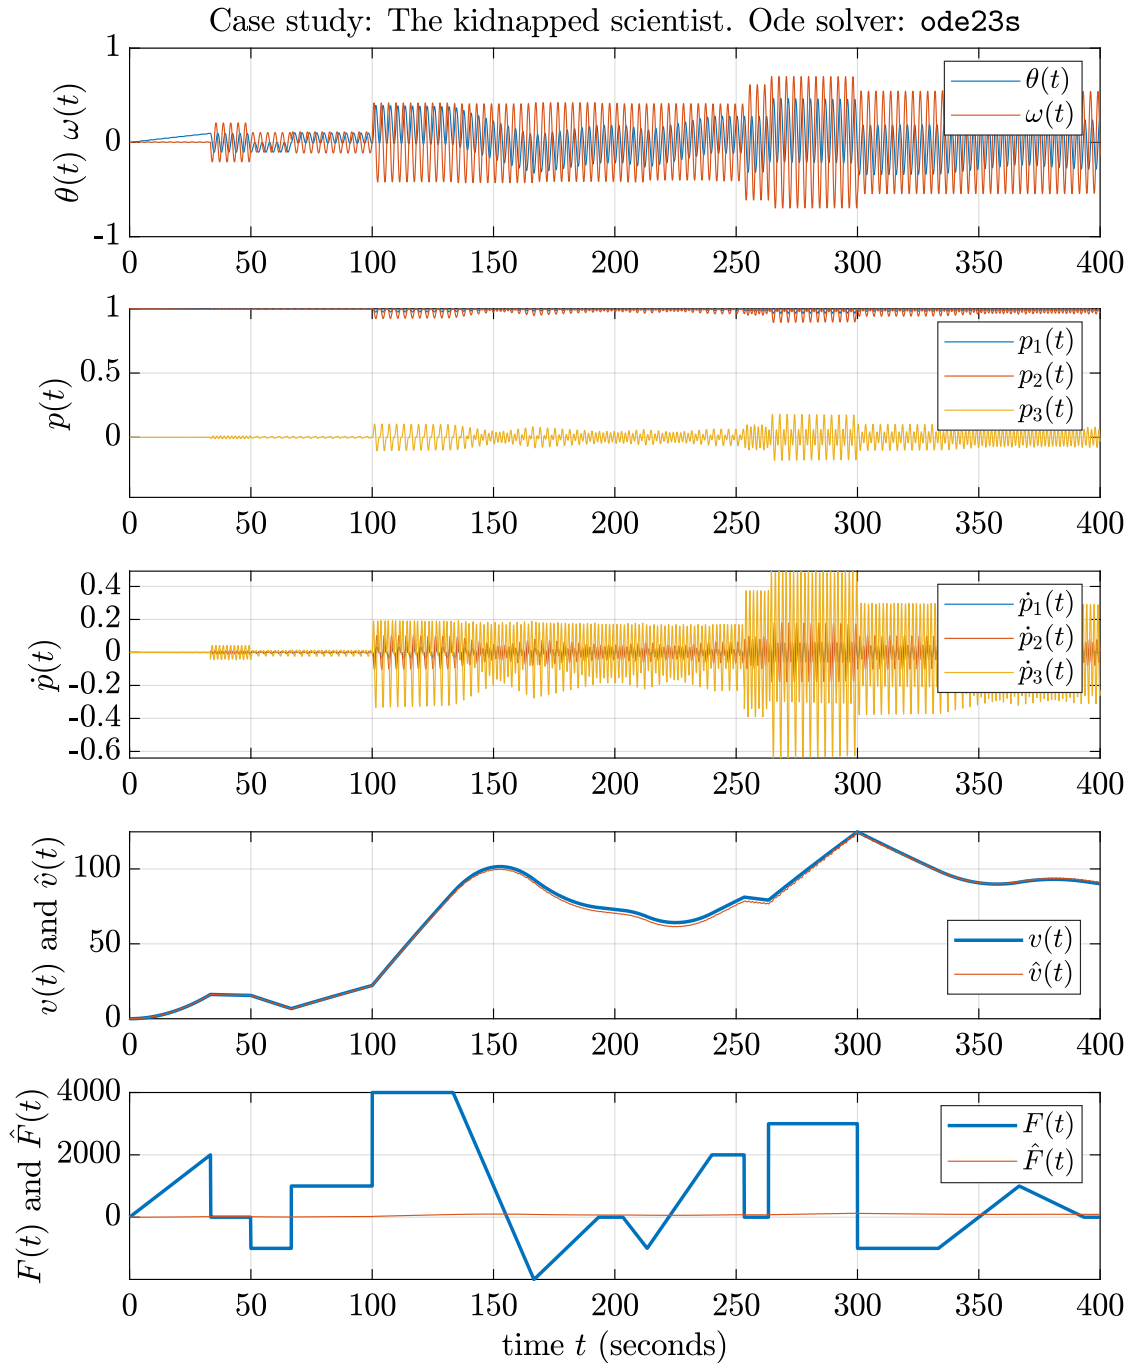 Case study: The kidnapped scientist. Ode solver: ode23s
θ(t) ω(t)
1
0
-1
θ(t)
ω(t)
0 50 100 150 200 250 300 350 400
p(t)
1
0.5
0
p₁(t)
p₂(t)
p₃(t)
0 50 100 150 200 250 300 350 400
ṗ(t)
0.4
0.2
0
-0.2
-0.4
-0.6
ṗ₁(t)
ṗ₂(t)
ṗ₃(t)
0 50 100 150 200 250 300 350 400
v(t) and v̂(t)
100
50
0
v(t)
v̂(t)
0 50 100 150 200 250 300 350 400
F(t) and F̂(t)
4000
2000
0
F(t)
F̂(t)
0 50 100 150 200 250 300 350 400
time t (seconds)